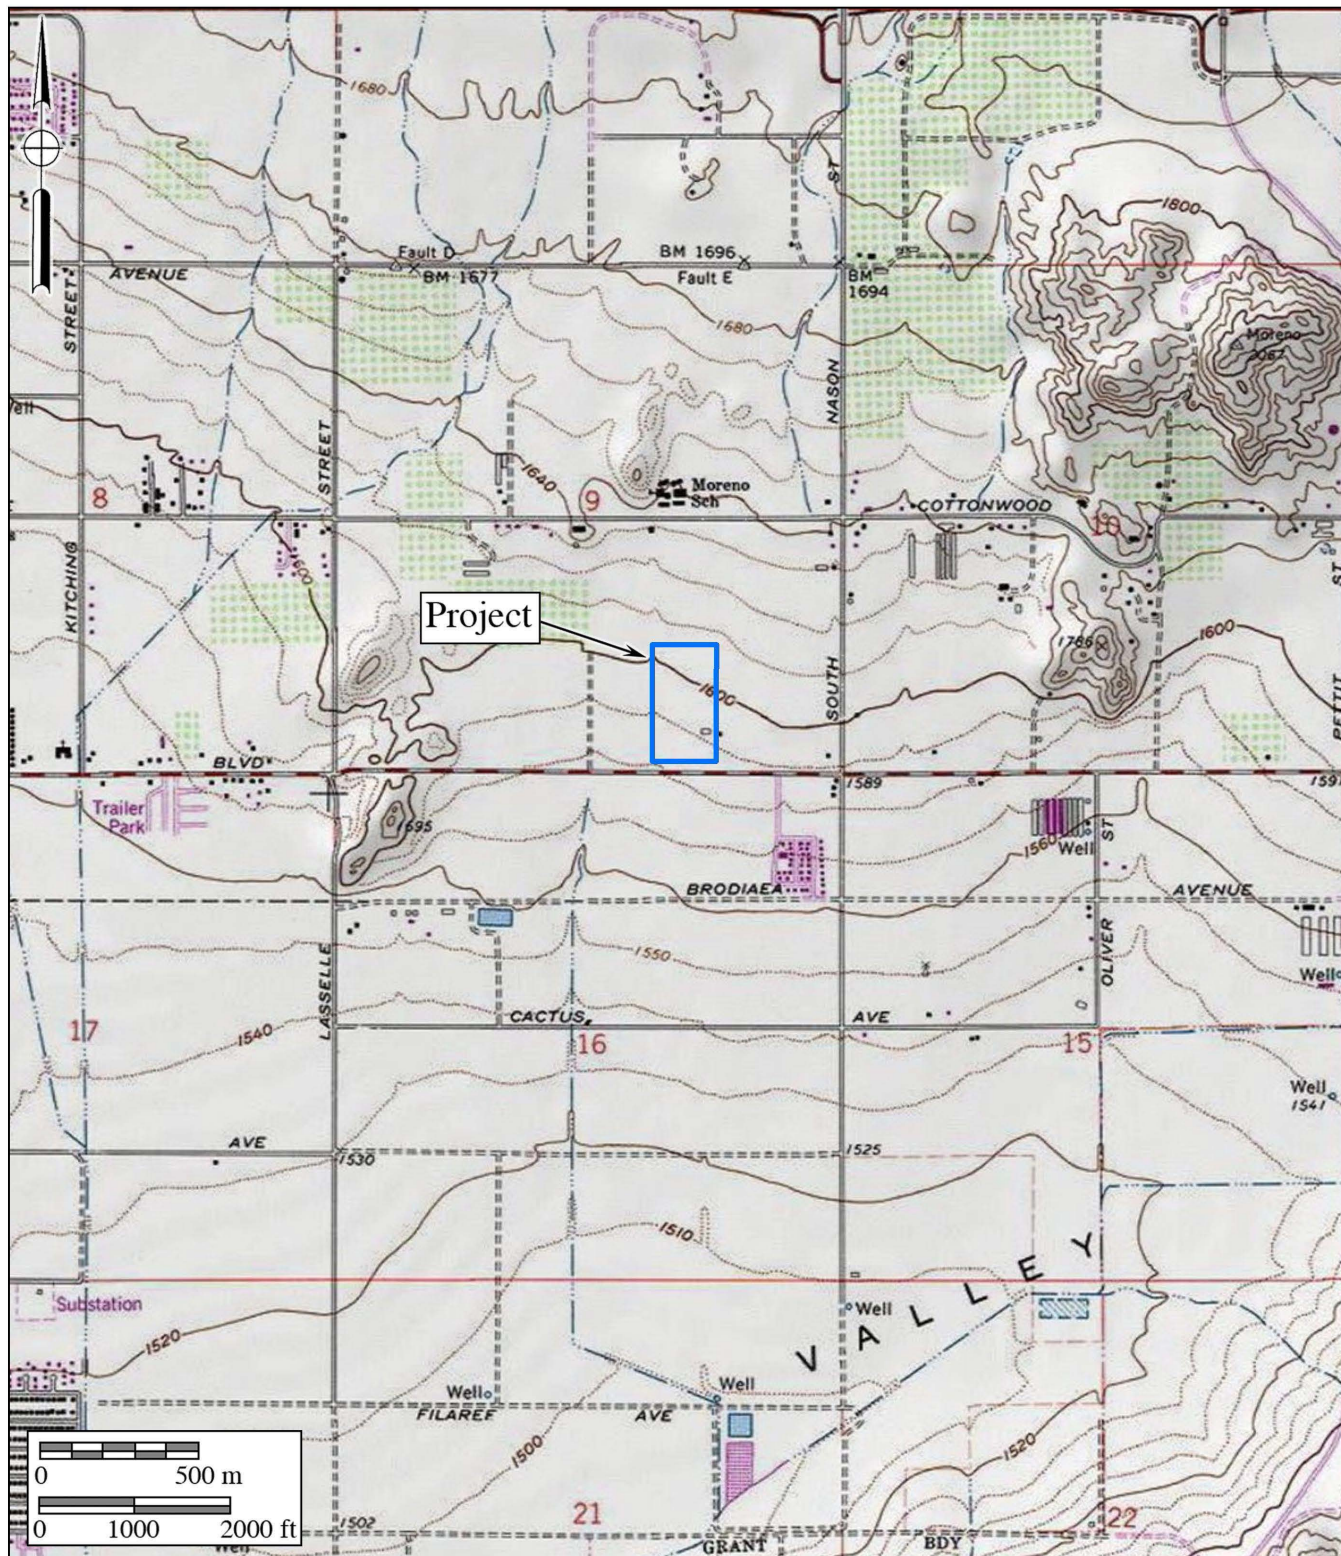 1680
ST
1800
Fault D
BM 1696
AVENUE
BM 1677
Fault E
BM
1694
STREET
1680
Moreno
2067
NASON
ell
STREET
1640
8
9
Moreno
Sch
COTTONWOOD
10
KITCHING
600
ST
Project
1786
1600
1600
SOUTH
PETTIT
BLVD
1589
1597
Trailer
Park
1695
1560
Well
ST
BRODIAEA
AVENUE
LASSELLE
1550
OLIVER
Well
CACTUS
AVE
17
1540
16
15
Well
1541
AVE
1530
1525
1510
Substation
1520
Well
VALLEY
Well
Well
FILAREE
AVE
1500
1520
0 500 m
0 1000 2000 ft
1502
21
22
Well
GRANT
BDY